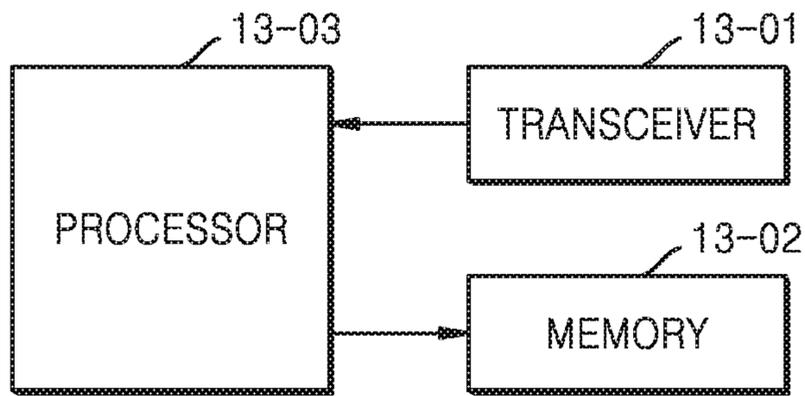 13-03
13-01
TRANSCEIVER
PROCESSOR
13-02
MEMORY